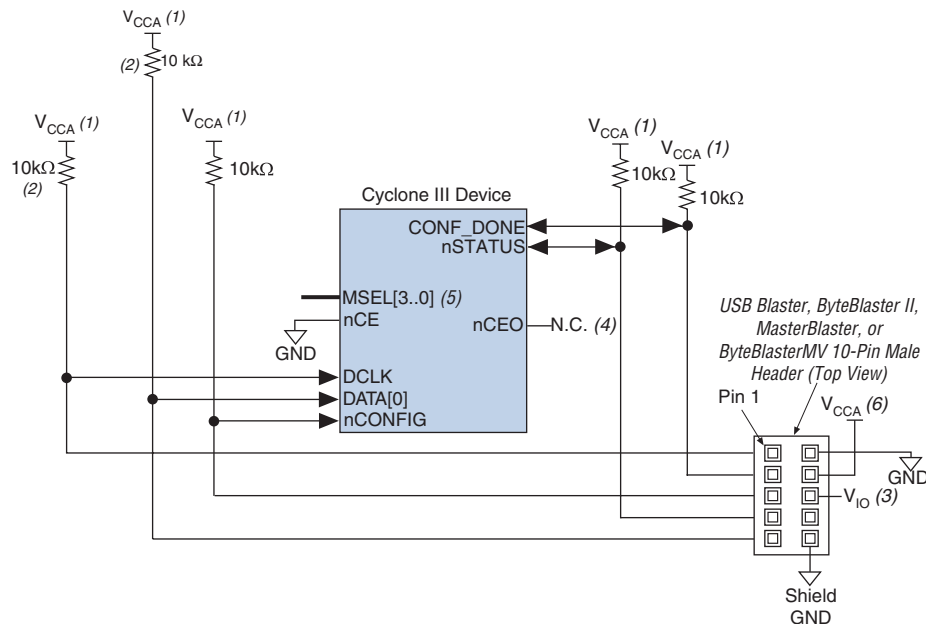 VCCA (1)
(2) 10 kΩ
VCCA (1)
10kΩ
(2)
VCCA (1)
10kΩ
VCCA (1)
10kΩ
VCCA (1)
10kΩ
Cyclone III Device
CONF_DONE
nSTATUS
MSEL[3..0] (5)
nCE
GND
nCEO
N.C. (4)
DCLK
DATA[0]
nCONFIG
USB Blaster, ByteBlaster II,
MasterBlaster, or
ByteBlasterMV 10-Pin Male
Header (Top View)
Pin 1
VCCA (6)
GND
VIO (3)
Shield
GND